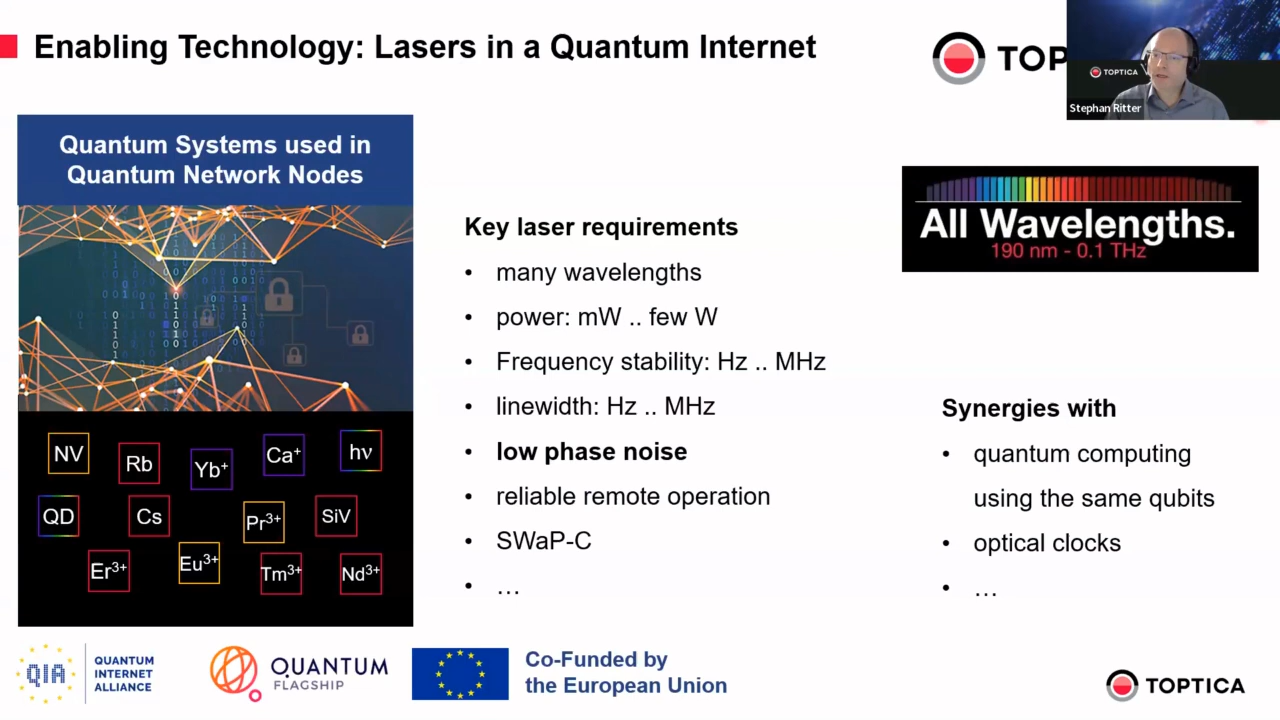 Enabling Technology: Lasers in a Quantum Internet
TOP
TOPTICA
Stephan Ritter
Quantum Systems used in
Quantum Network Nodes
NV
Rb
Yb⁺
Ca⁺
hν
QD
Cs
Pr³⁺
SiV
Er³⁺
Eu³⁺
Tm³⁺
Nd³⁺
Key laser requirements
• many wavelengths
• power: mW .. few W
• Frequency stability: Hz .. MHz
• linewidth: Hz .. MHz
• low phase noise
• reliable remote operation
• SWaP-C
• …
All Wavelengths.
190 nm - 0.1 THz
Synergies with
• quantum computing
using the same qubits
• optical clocks
• …
QIA
QUANTUM
INTERNET
ALLIANCE
QUANTUM
FLAGSHIP
Co-Funded by
the European Union
TOPTICA